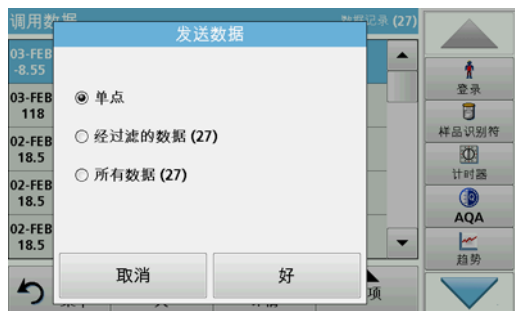 调用数
数据记录 (27)
发送数据
03-FEB
-8.55
03-FEB
118
02-FEB
18.5
02-FEB
18.5
02-FEB
18.5
单点
经过滤的数据 (27)
所有数据 (27)
取消
好
项
登录
样品识别符
计时器
AQA
趋势